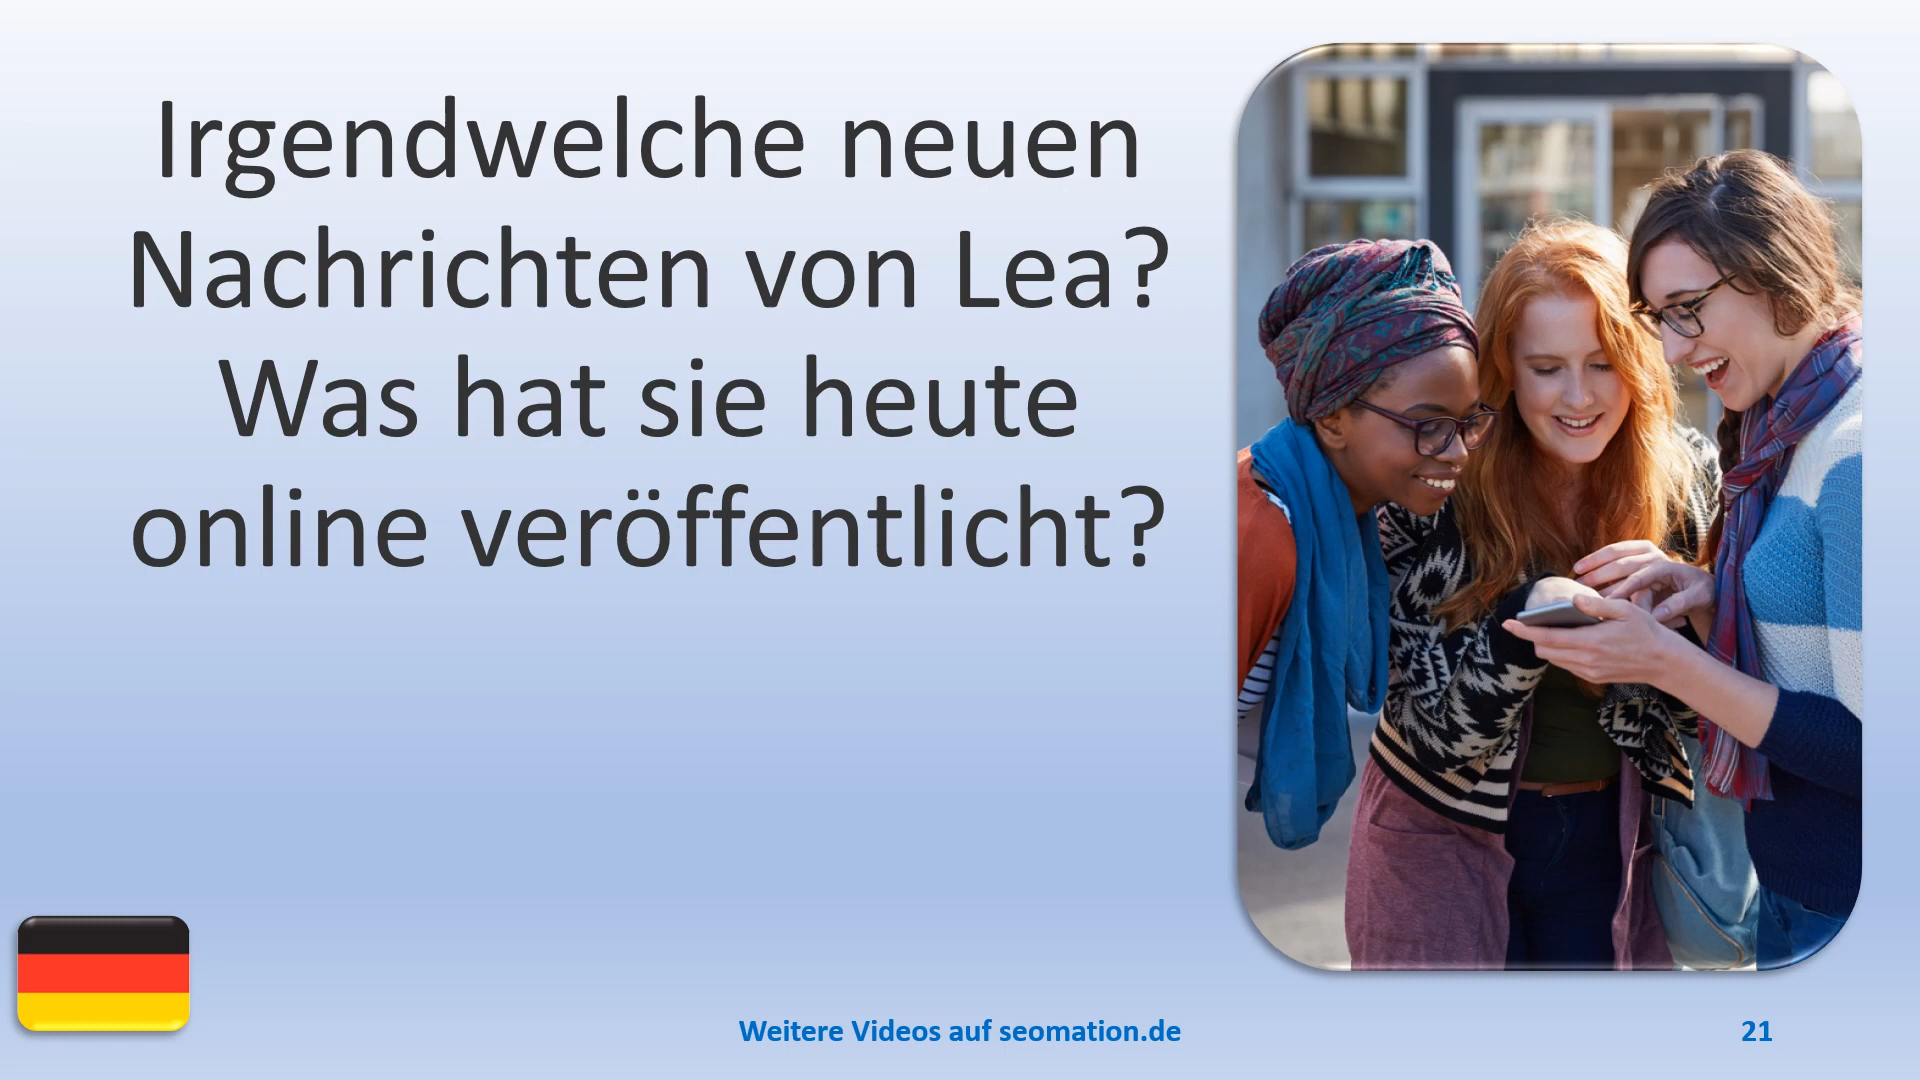 Irgendwelche neuen
Nachrichten von Lea?
Was hat sie heute
online veröffentlicht?
Weitere Videos auf seomation.de
21